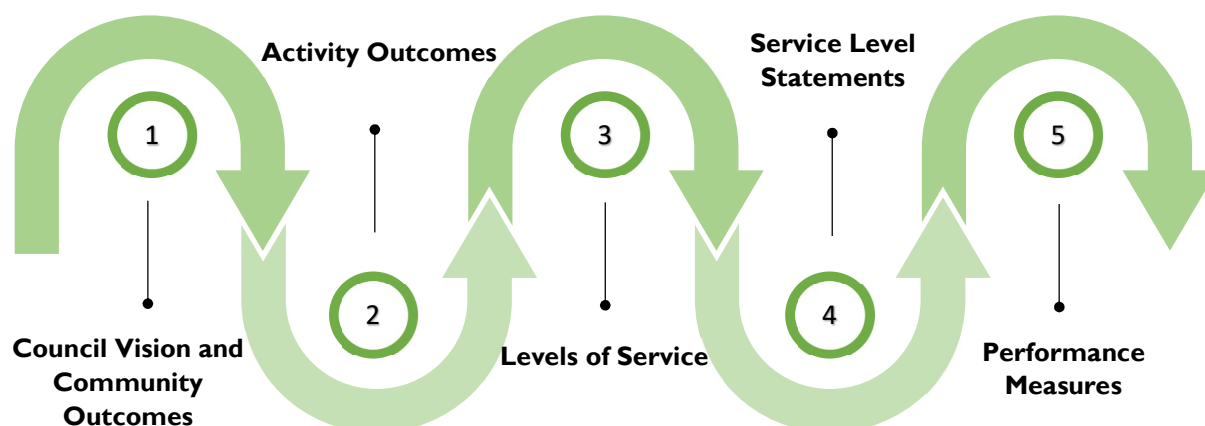 1
Council Vision and
Community
Outcomes
Activity Outcomes
2
3
Levels of Service
Service Level
Statements
4
5
Performance
Measures